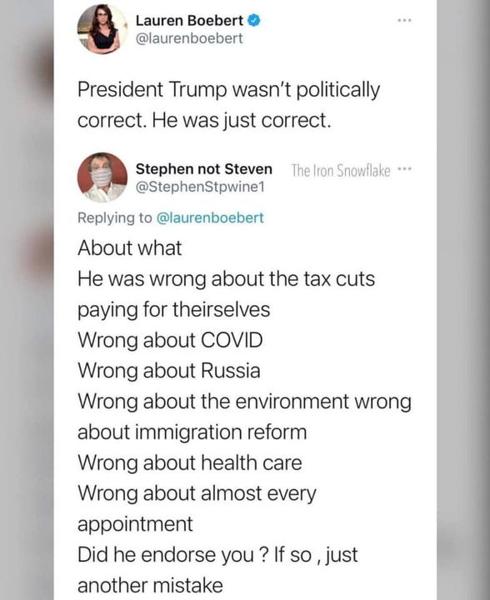 Lauren Boebert
@laurenboebert
President Trump wasn't politically
correct. He was just correct.
Stephen not Steven The Iron Snowflake
@StephenStpwine1
Replying to @laurenboebert
About what
He was wrong about the tax cuts
paying for theirselves
Wrong about COVID
Wrong about Russia
Wrong about the environment wrong
about immigration reform
Wrong about health care
Wrong about almost every
appointment
Did he endorse you ? If so , just
another mistake